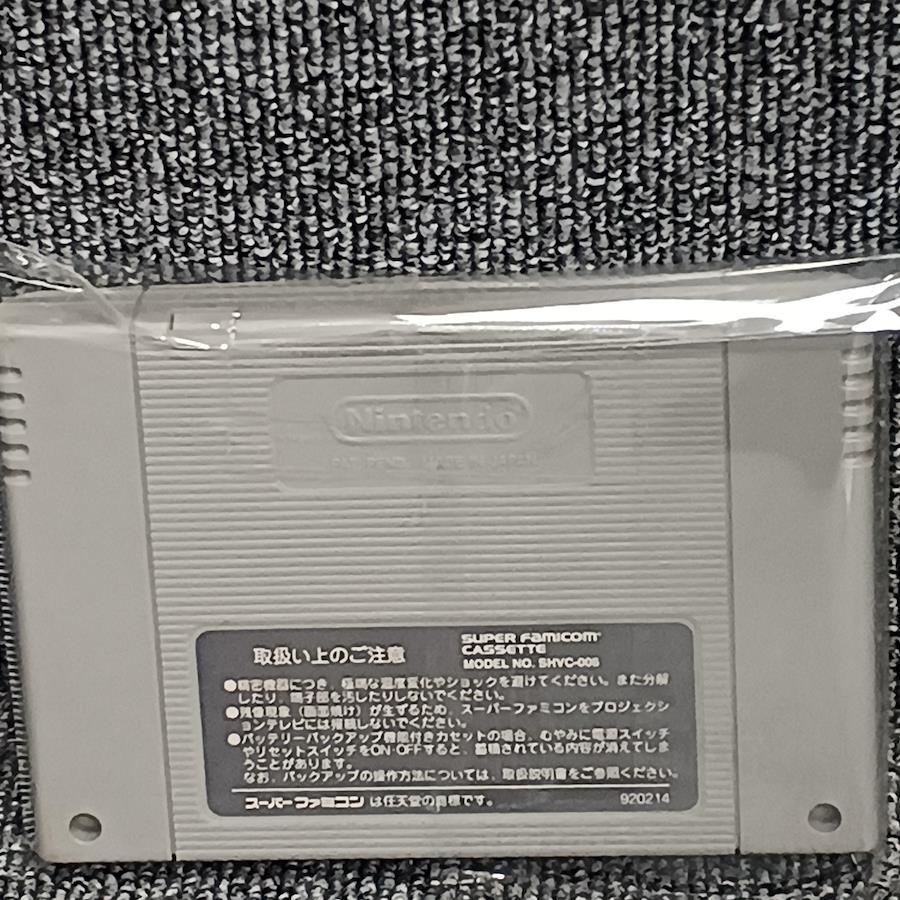 Nintendo
PAT. PEND. MADE IN JAPAN
取扱い上のご注意
SUPER FAMICOM
CASSETTE
MODEL NO. SHVC-006
●精密機器につき、極端な温度変化やショックを避けてください。また分解
したり、端子部を汚したりしないでください。
●残像現象（画面焼け）が生ずるため、スーパーファミコンをプロジェクシ
ョンテレビには接続しないでください。
●バッテリーバックアップ機能付きカセットの場合、むやみに電源スイッチ
やリセットスイッチをON・OFFすると、蓄積されている内容が消えてしま
うことがあります。
なお、バックアップの操作方法については、取扱説明書をご参照ください。
スーパーファミコンは任天堂の商標です。
920214